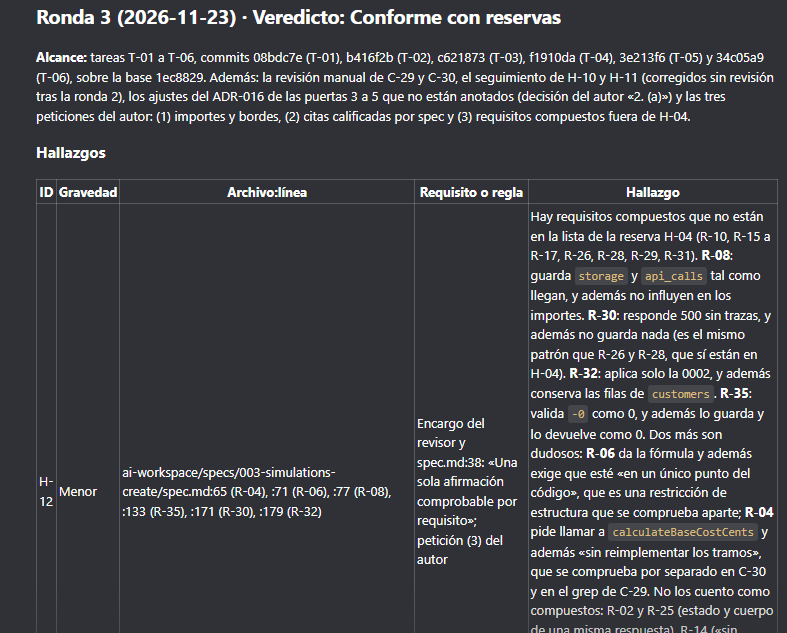 Ronda 3 (2026-11-23) · Veredicto: Conforme con reservas
Alcance: tareas T-01 a T-06, commits 08bdc7e (T-01), b416f2b (T-02), c621873 (T-03), f1910da (T-04), 3e213f6 (T-05) y 34c05a9
(T-06), sobre la base 1ec8829. Además: la revisión manual de C-29 y C-30, el seguimiento de H-10 y H-11 (corregidos sin revisión
tras la ronda 2), los ajustes del ADR-016 de las puertas 3 a 5 que no están anotados (decisión del autor «2. (a)») y las tres
peticiones del autor: (1) importes y bordes, (2) citas calificadas por spec y (3) requisitos compuestos fuera de H-04.
Hallazgos
ID Gravedad Archivo:línea Requisito o regla Hallazgo
H-
12
Menor
ai-workspace/specs/003-simulations-
create/spec.md:65 (R-04), :71 (R-06), :77 (R-08),
:133 (R-35), :171 (R-30), :179 (R-32)
Encargo del
revisor y
spec.md:38: «Una
sola afirmación
comprobable por
requisito»;
petición (3) del
autor
Hay requisitos compuestos que no están
en la lista de la reserva H-04 (R-10, R-15 a
R-17, R-26, R-28, R-29, R-31). R-08:
guarda storage y api_calls tal como
llegan, y además no influyen en los
importes. R-30: responde 500 sin trazas, y
además no guarda nada (es el mismo
patrón que R-26 y R-28, que sí están en
H-04). R-32: aplica solo la 0002, y además
conserva las filas de customers. R-35:
valida -0 como 0, y además lo guarda y
lo devuelve como 0. Dos más son
dudosos: R-06 da la fórmula y además
exige que esté «en un único punto del
código», que es una restricción de
estructura que se comprueba aparte; R-04
pide llamar a calculateBaseCostCents y
además «sin reimplementar los tramos»,
que se comprueba por separado en C-30
y en el grep de C-29. No los cuento como
compuestos: R-02 y R-25 (estado y cuerpo
de una misma respuesta), R-14 («sin